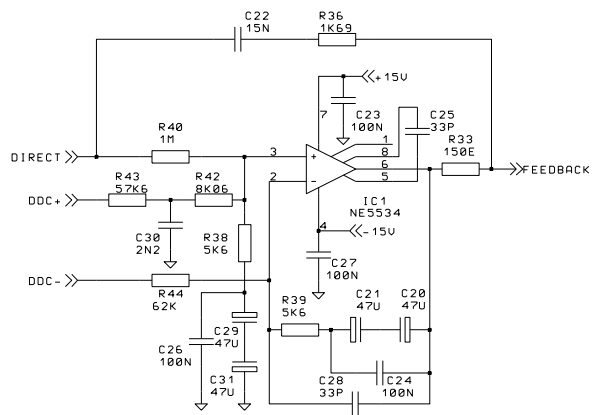 C22
15N
R36
1K69
+15V
7
C23
100N
C25
33P
R40
1M
R33
150E
DIRECT
3
+
1
8
6
5
FEEDBACK
R43
57K6
R42
8K06
2
-
DDC+
IC1
NE5534
C30
2N2
R38
5K6
4
-15V
C27
100N
DDC-
R44
62K
C21
47U
C20
47U
R39
5K6
C29
47U
C26
100N
C31
47U
C28
33P
C24
100N